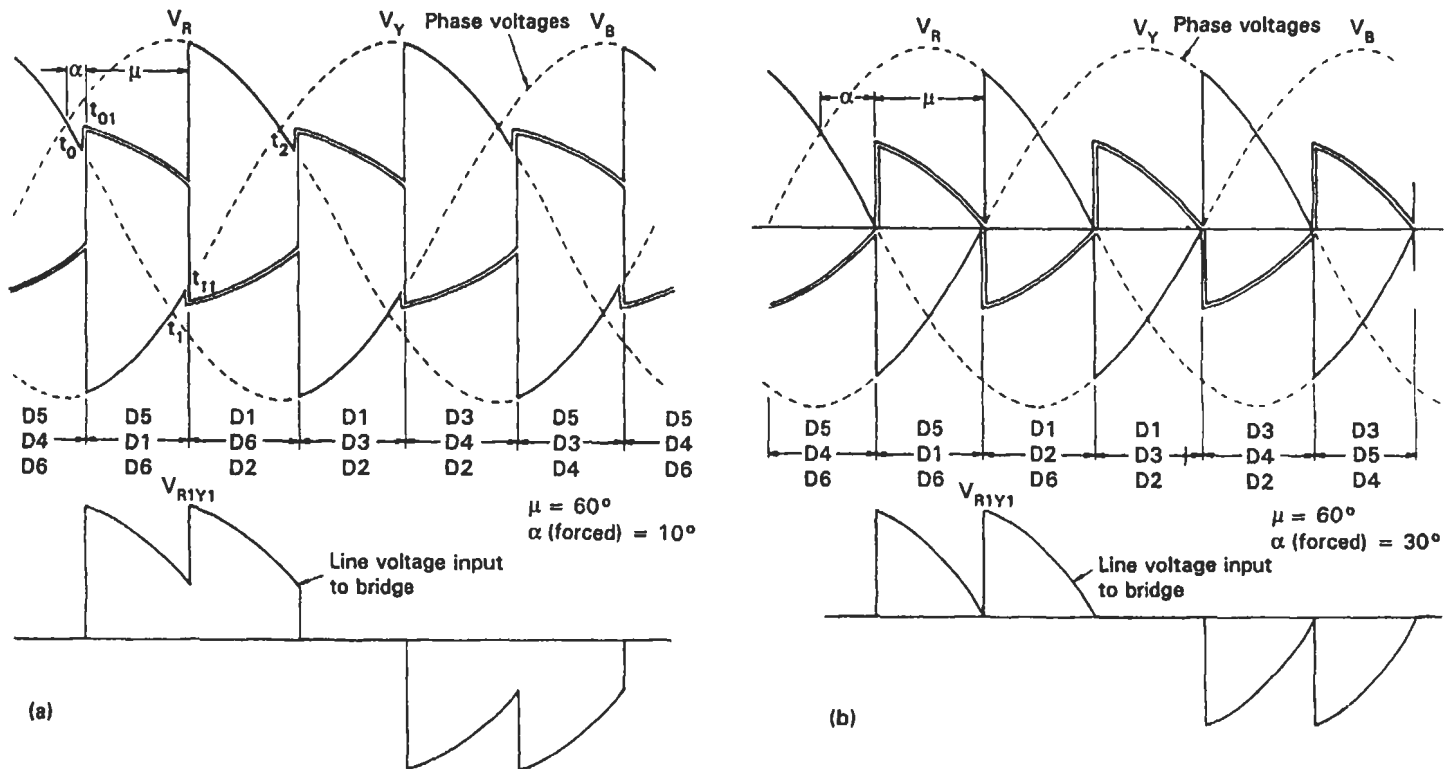 V_R
V_Y
Phase voltages
V_B
α
μ
t_01
t_0
t_2
t_11
t_1
D5 D5 D1 D1 D3 D5 D5
D4 D1 D6 D3 D4 D3 D4
D6 D6 D2 D2 D2 D4 D6
V_R1Y1
μ = 60°
α (forced) = 10°
Line voltage input
to bridge
(a)
V_R
V_Y
Phase voltages
V_B
α
μ
D5 D5 D1 D1 D3 D3
D4 D1 D2 D3 D4 D5
D6 D6 D6 D2 D2 D4
V_R1Y1
μ = 60°
α (forced) = 30°
Line voltage input
to bridge
(b)